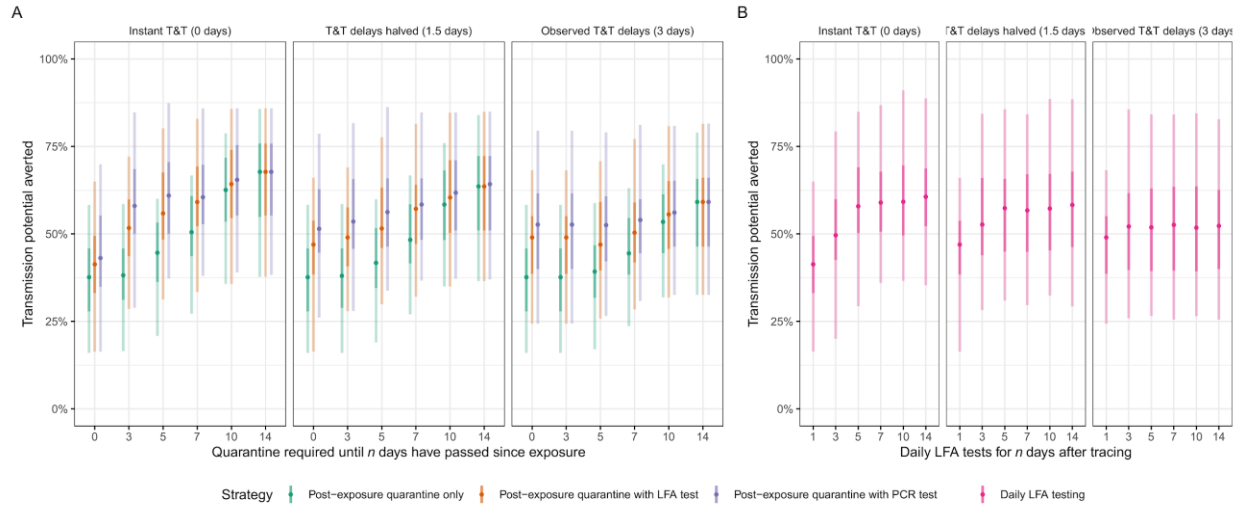 A
B
Instant T&T (0 days)
T&T delays halved (1.5 days)
Observed T&T delays (3 days)
Instant T&T (0 days)
T&T delays halved (1.5 days
bserved T&T delays (3 days
Transmission potential averted
100%
75%
50%
25%
0%
0 3 5 7 10 14
0 3 5 7 10 14
0 3 5 7 10 14
Quarantine required until n days have passed since exposure
Transmission potential averted
100%
75%
50%
25%
0%
1 3 5 7 10 14
1 3 5 7 10 14
1 3 5 7 10 14
Daily LFA tests for n days after tracing
Strategy Post−exposure quarantine only Post−exposure quarantine with LFA test Post−exposure quarantine with PCR test Daily LFA testing